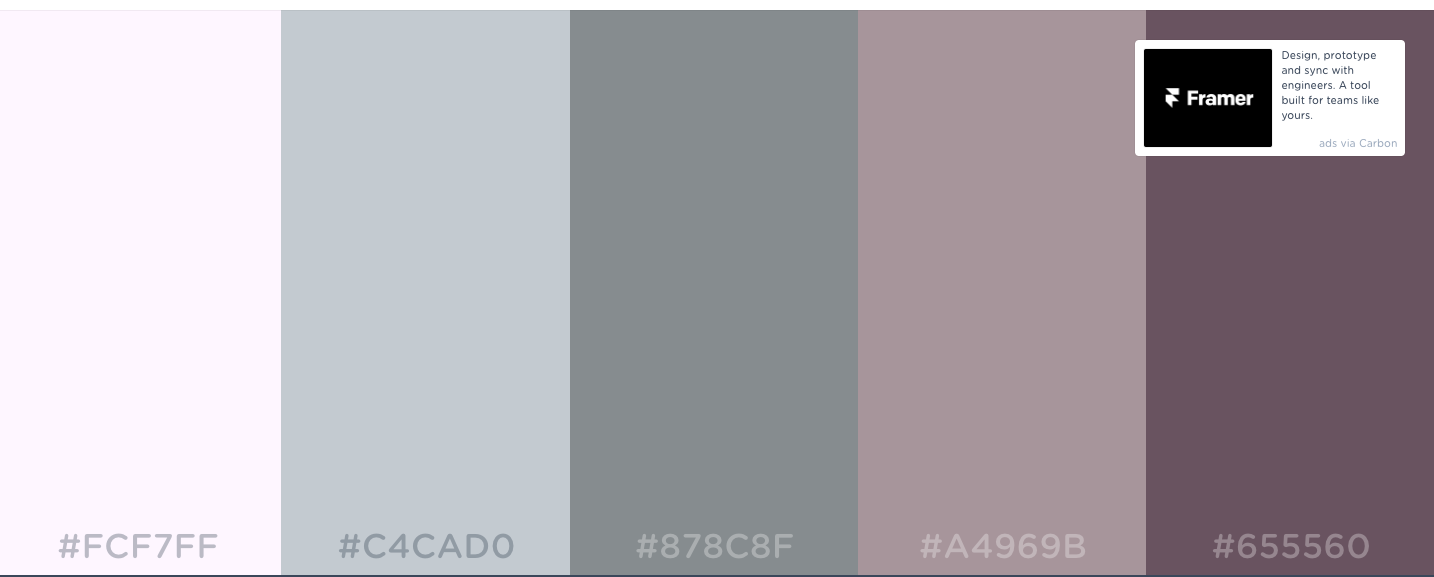 Framer
Design, prototype
and sync with
engineers. A tool
built for teams like
yours.
ads via Carbon
#FCF7FF
#C4CAD0
#878C8F
#A4969B
#655560